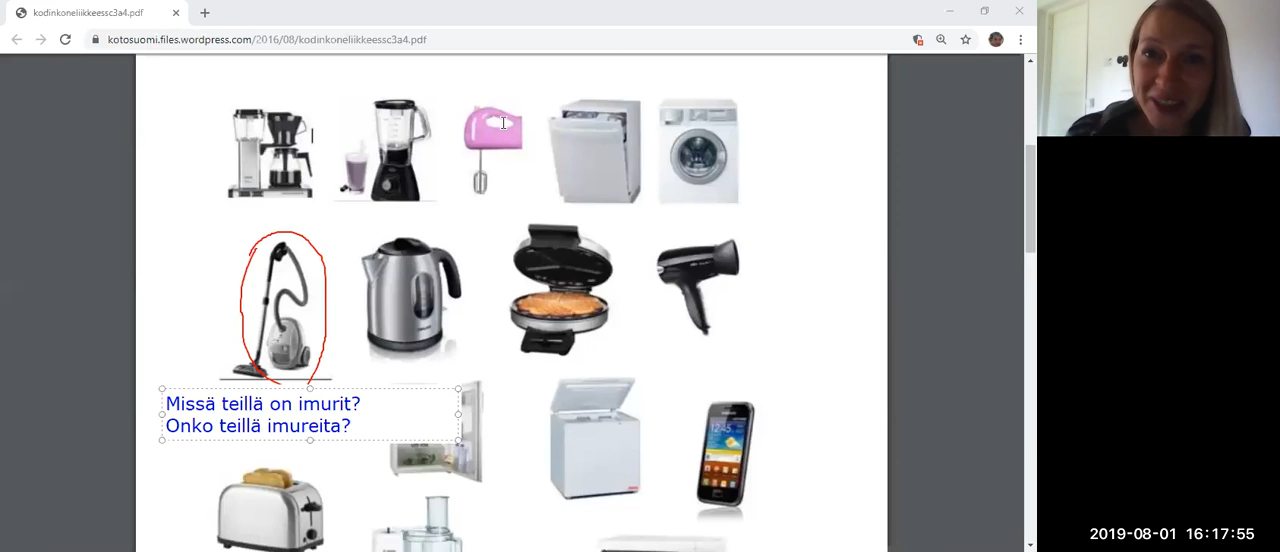 kodinkoneliikkeessc3a4.pdf
kotosuomi.files.wordpress.com/2016/08/kodinkoneliikkeessc3a4.pdf
Missä teillä on imurit?
Onko teillä imureita?
2019-08-01 16:17:55